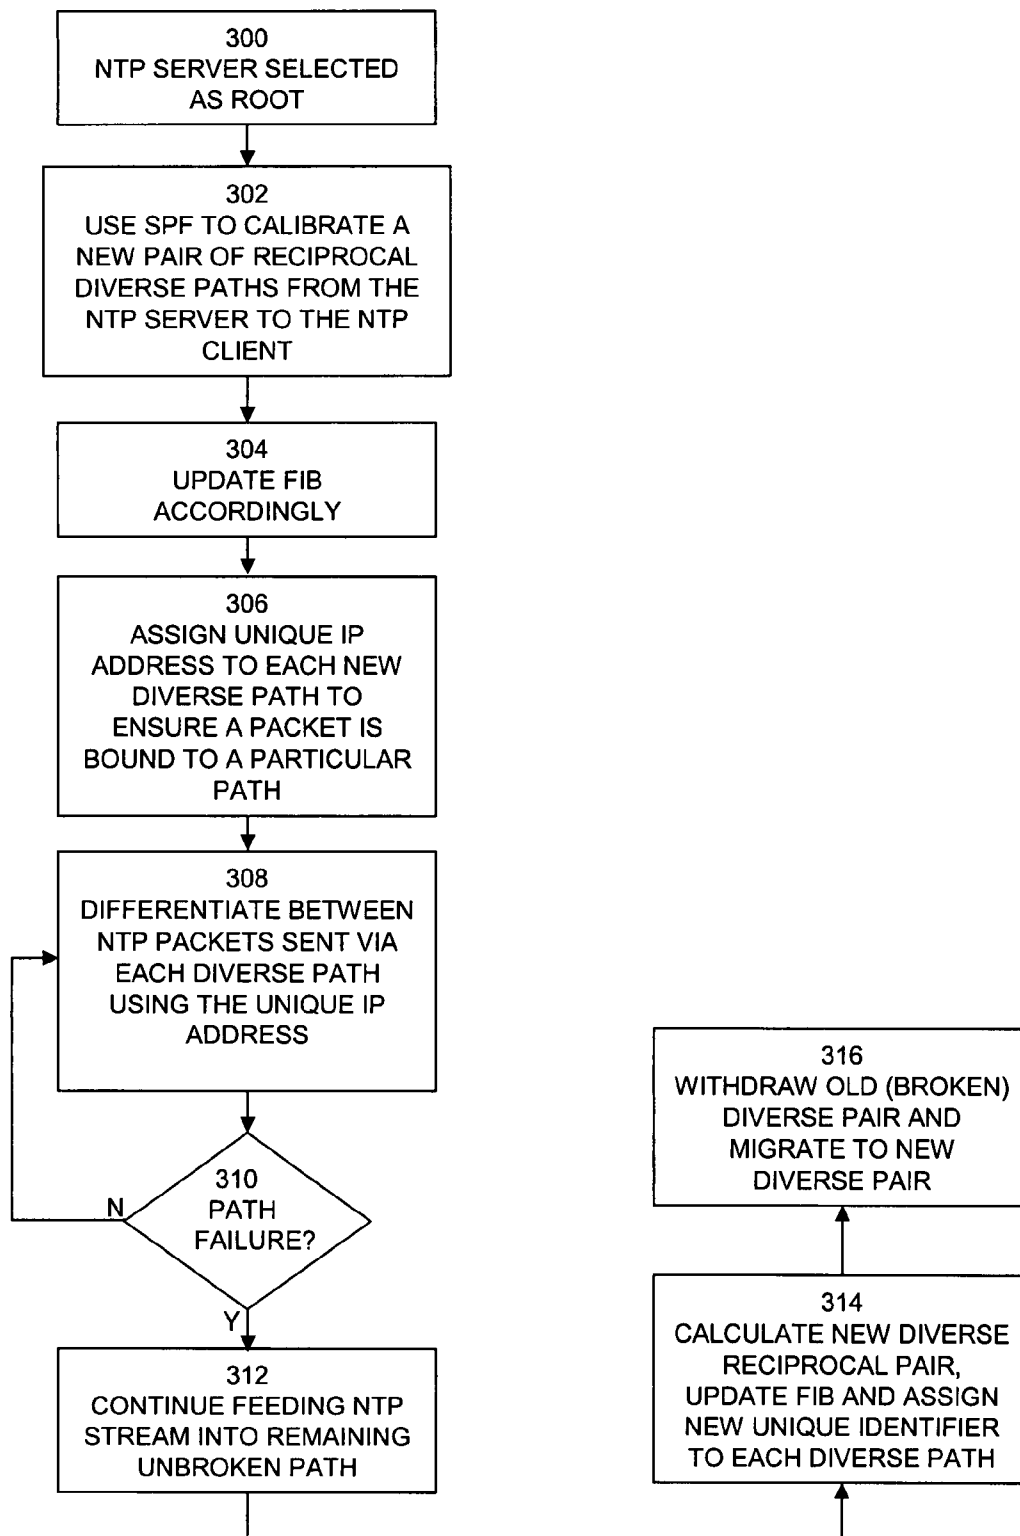 300
NTP SERVER SELECTED
AS ROOT
302
USE SPF TO CALIBRATE A
NEW PAIR OF RECIPROCAL
DIVERSE PATHS FROM THE
NTP SERVER TO THE NTP
CLIENT
304
UPDATE FIB
ACCORDINGLY
306
ASSIGN UNIQUE IP
ADDRESS TO EACH NEW
DIVERSE PATH TO
ENSURE A PACKET IS
BOUND TO A PARTICULAR
PATH
308
DIFFERENTIATE BETWEEN
NTP PACKETS SENT VIA
EACH DIVERSE PATH
USING THE UNIQUE IP
ADDRESS
310
PATH
FAILURE?
N
Y
312
CONTINUE FEEDING NTP
STREAM INTO REMAINING
UNBROKEN PATH
314
CALCULATE NEW DIVERSE
RECIPROCAL PAIR,
UPDATE FIB AND ASSIGN
NEW UNIQUE IDENTIFIER
TO EACH DIVERSE PATH
316
WITHDRAW OLD (BROKEN)
DIVERSE PAIR AND
MIGRATE TO NEW
DIVERSE PAIR